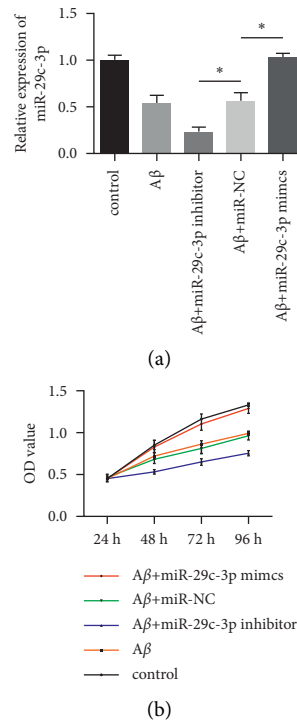 Relative expression of
miR-29c-3p
1.5
1.0
0.5
0.0
*
*
control
Aβ
Aβ+miR-29c-3p inhibitor
Aβ+miR-NC
Aβ+miR-29c-3p mimcs
(a)
OD value
1.5
1.0
0.5
0.0
24 h
48 h
72 h
96 h
Aβ+miR-29c-3p mimcs
Aβ+miR-NC
Aβ+miR-29c-3p inhibitor
Aβ
control
(b)